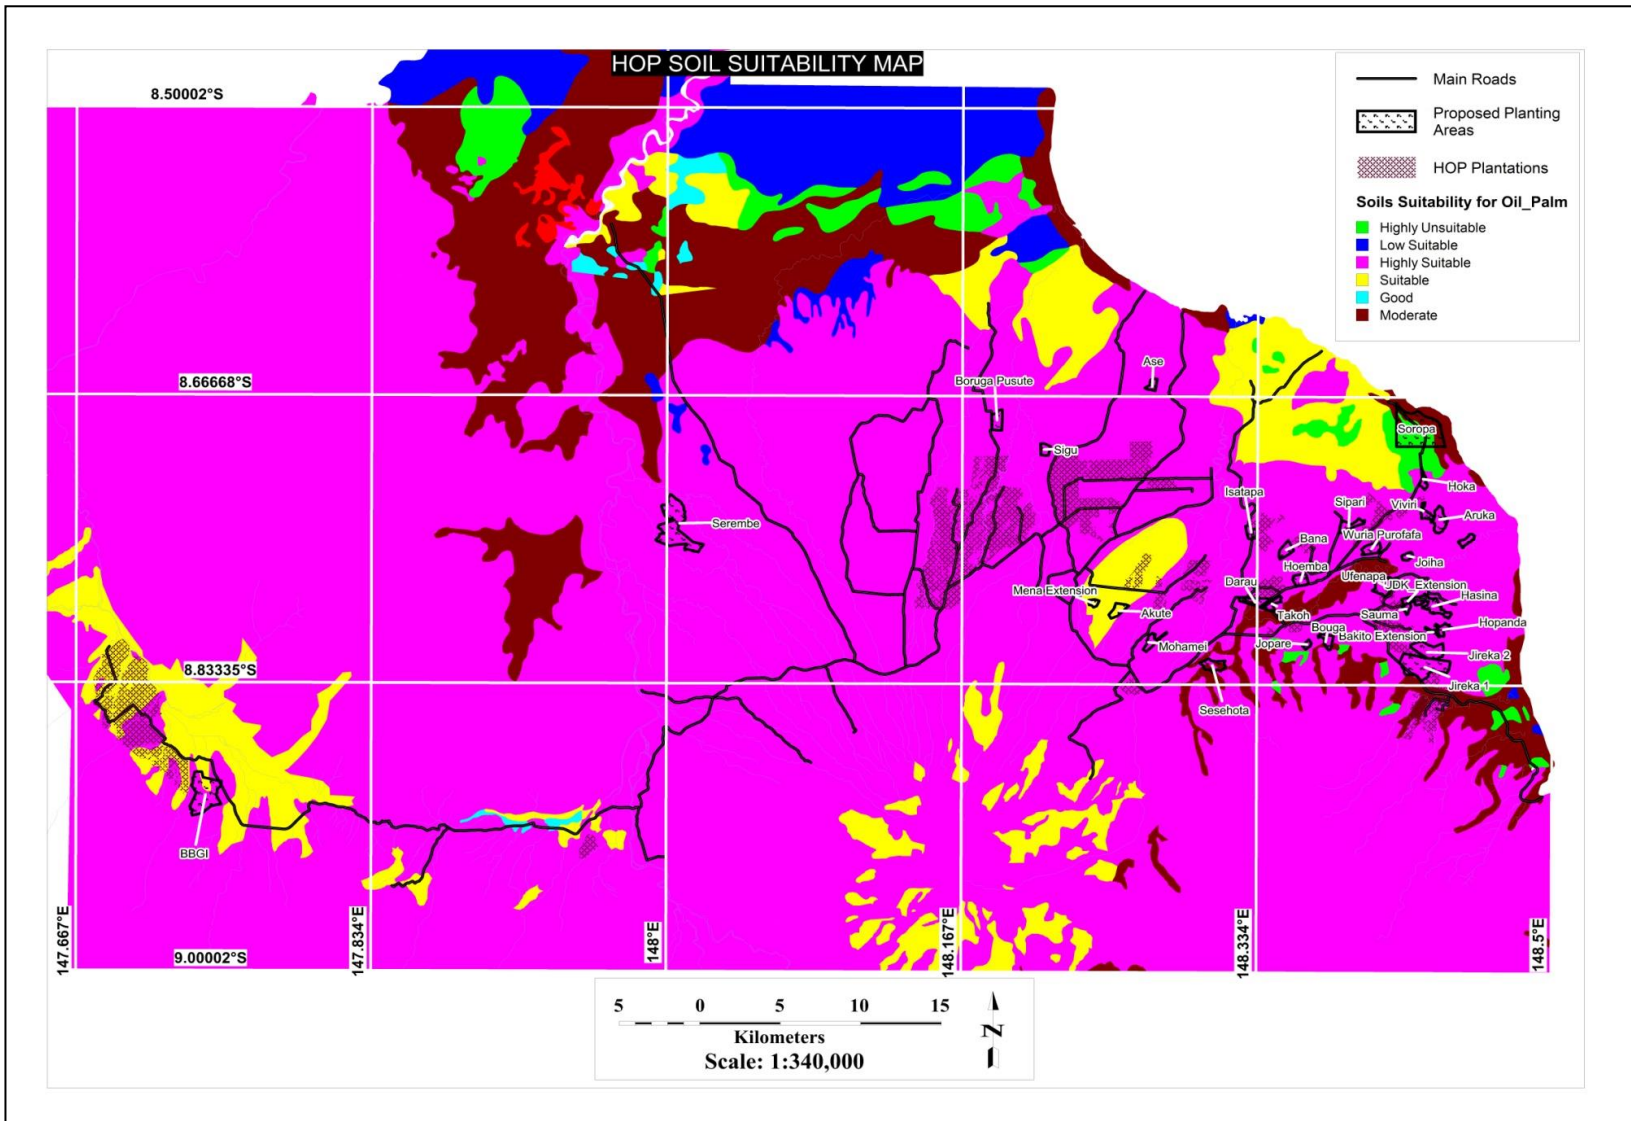 HOP SOIL SUITABILITY MAP
Main Roads
Proposed Planting
Areas
HOP Plantations
Soils Suitability for Oil_Palm
Highly Unsuitable
Low Suitable
Highly Suitable
Suitable
Good
Moderate
8.50002°S
8.66668°S
8.83335°S
9.00002°S
147.667°E
147.834°E
148°E
148.167°E
148.334°E
148.5°E
Ase
Boruga Pusute
Soropa
Sigu
Hoka
Isatapa
Sipari
Viviri
Aruka
Serembe
Wuria Purofafa
Bana
Joiha
Hoemba
Ufenapa
Darau
JDK_Extension
Mena Extension
Hasina
Akute
Takoh
Sauma
Bouga
Hopanda
Bakito Extension
Mohamei
Jopare
Jireka 2
Jireka 1
Sesehota
BBGI
5 0 5 10 15
Kilometers
Scale: 1:340,000
N